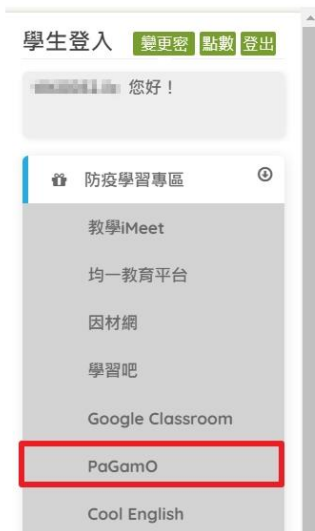 學生登入 變更密 點數 登出
您好！
防疫學習專區
教學iMeet
均一教育平台
因材網
學習吧
Google Classroom
PaGamO
Cool English